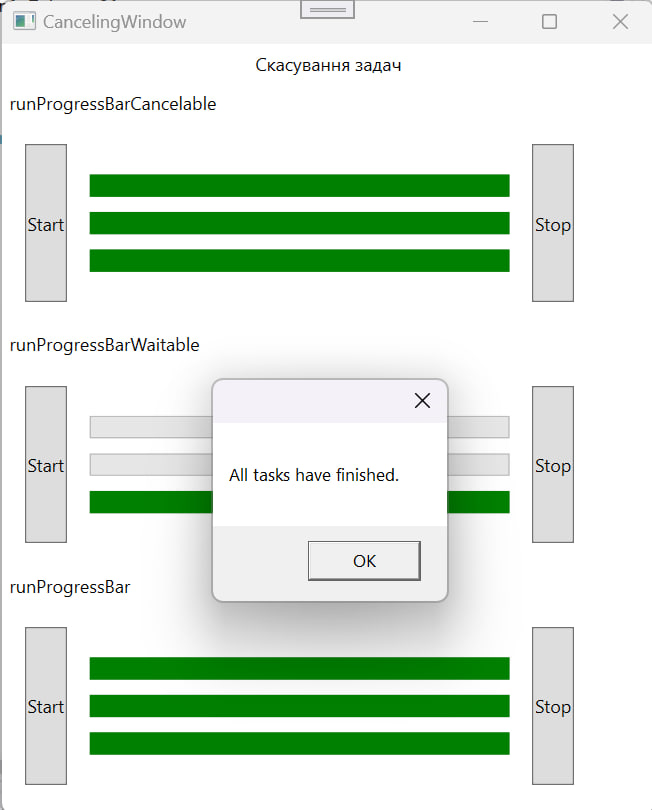 CancelingWindow
Скасування задач
runProgressBarCancelable
Start
Stop
runProgressBarWaitable
Start
Stop
All tasks have finished.
OK
runProgressBar
Start
Stop